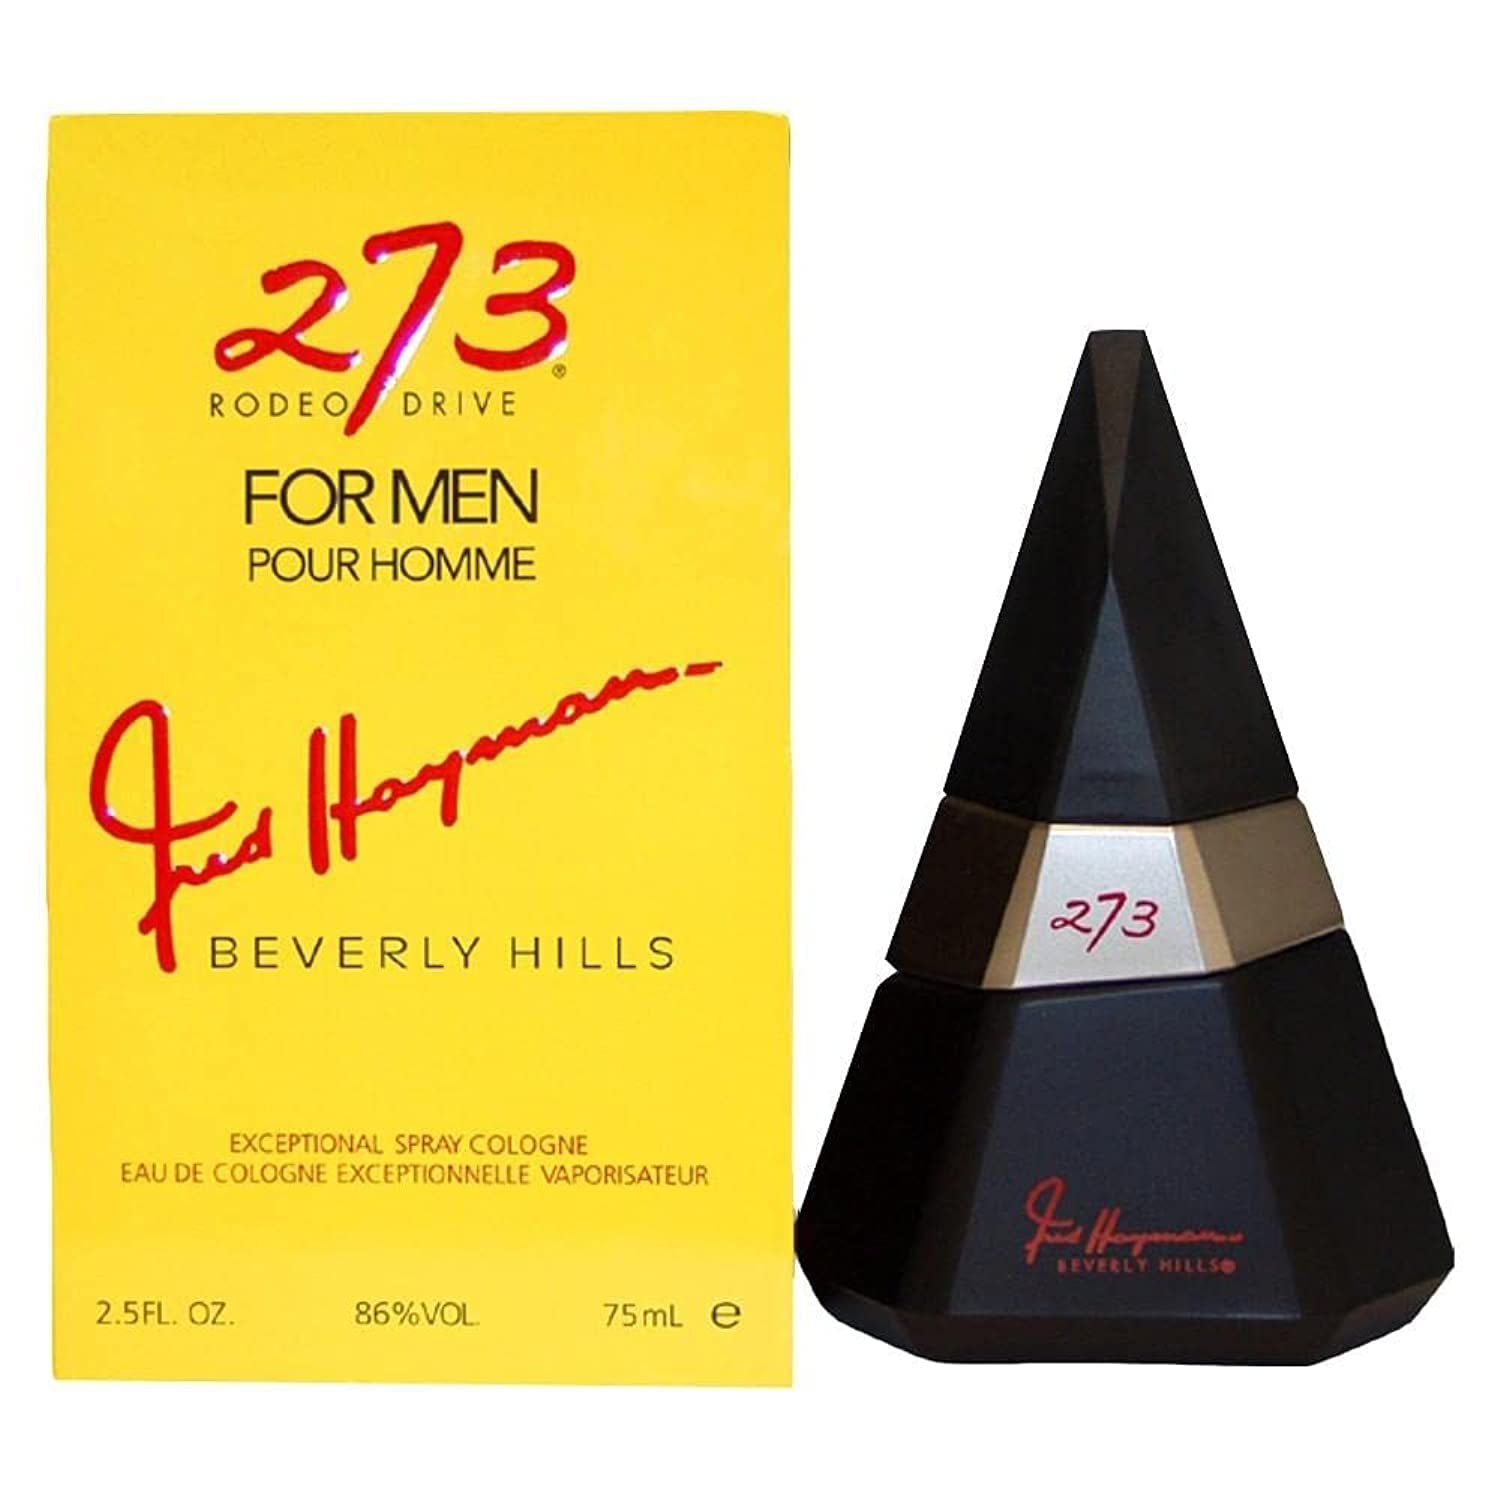 273®
RODEO DRIVE
FOR MEN
POUR HOMME
Fred Hayman
BEVERLY HILLS
EXCEPTIONAL SPRAY COLOGNE
EAU DE COLOGNE EXCEPTIONNELLE VAPORISATEUR
2.5FL. OZ. 86%VOL. 75mL e
273
Fred Hayman
BEVERLY HILLS